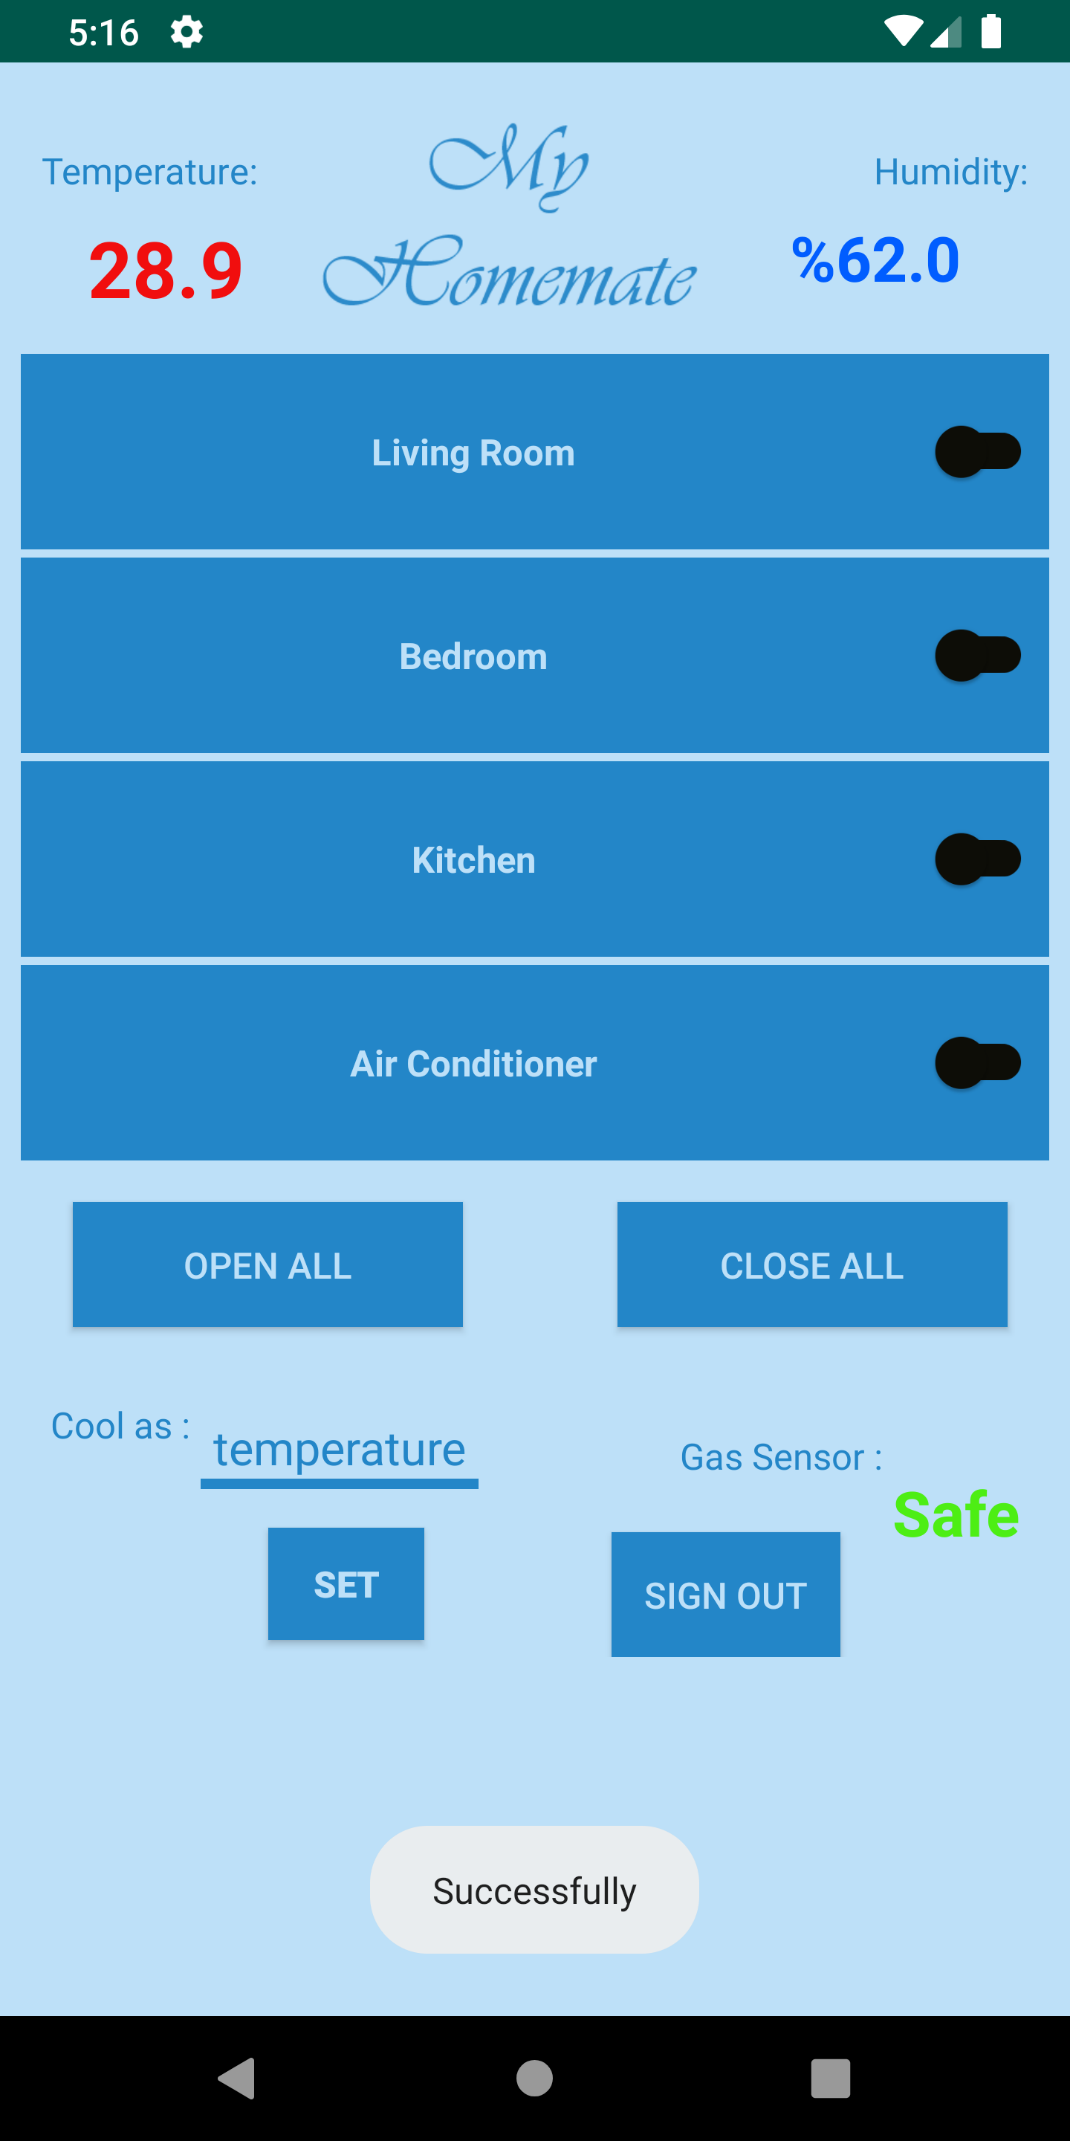 5:16
My
Homemate
Temperature:
28.9
Humidity:
%62.0
Living Room
Bedroom
Kitchen
Air Conditioner
OPEN ALL
CLOSE ALL
Cool as :
temperature
SET
Gas Sensor :
Safe
SIGN OUT
Successfully